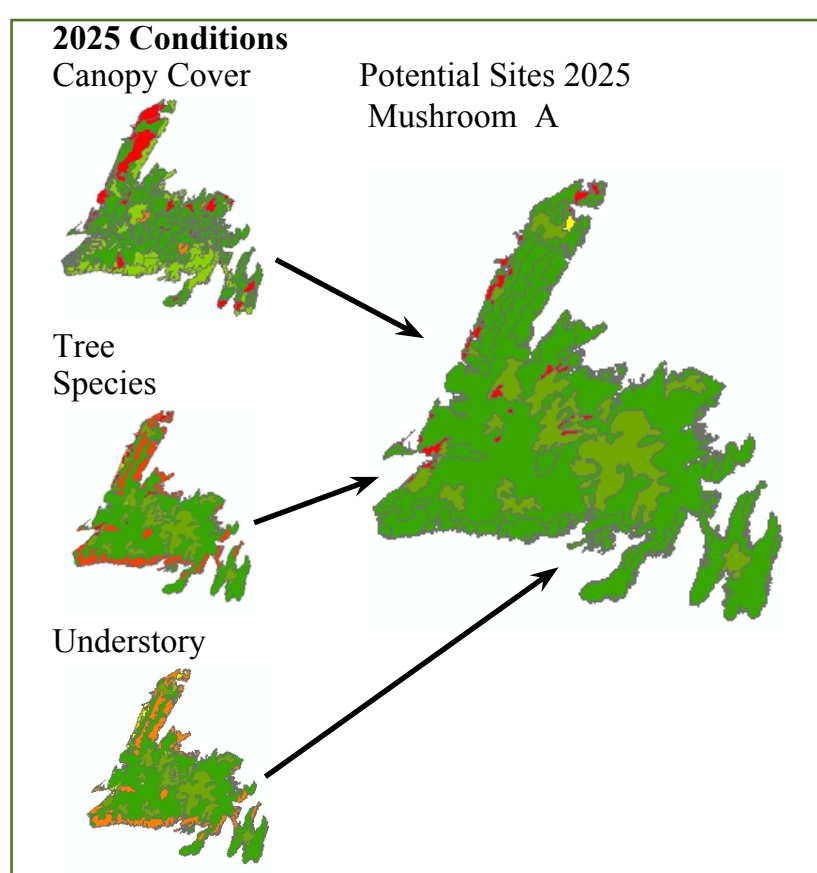 2025 Conditions
Canopy Cover
Potential Sites 2025
Mushroom A
Tree
Species
Understory